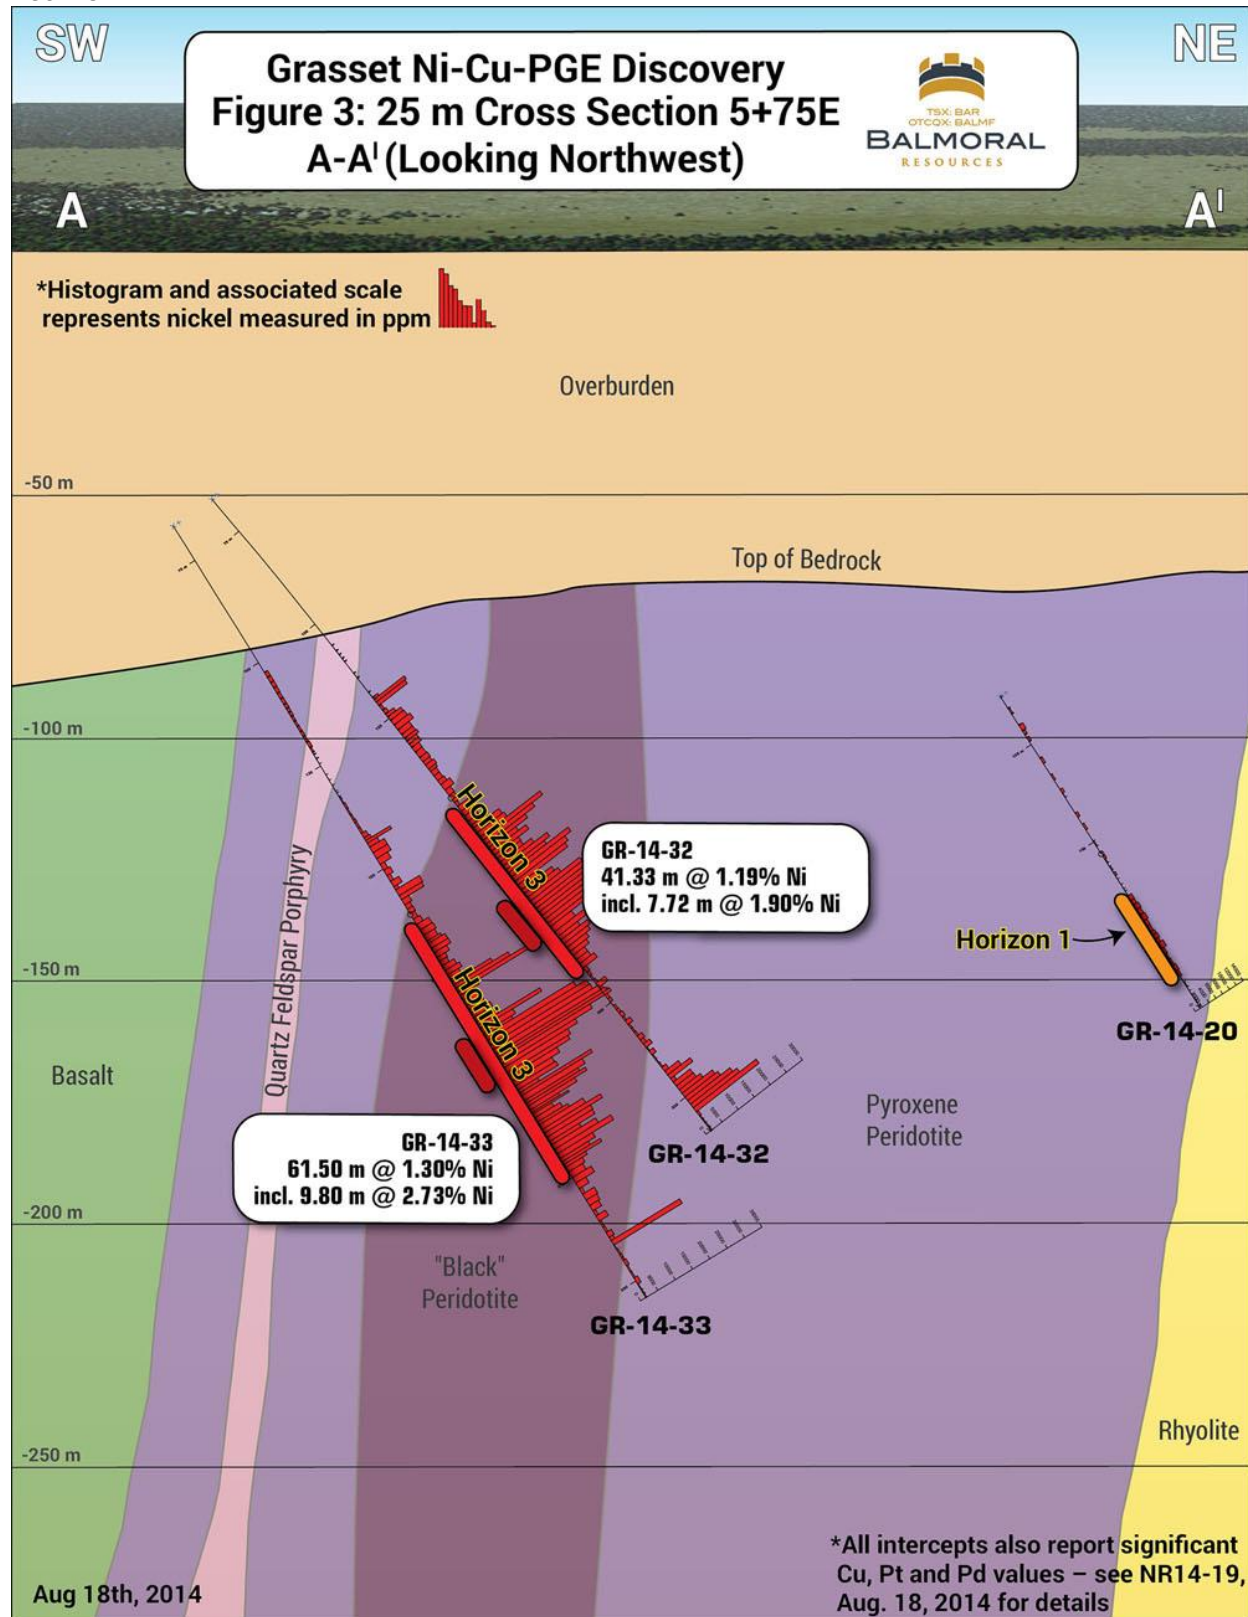 SW
NE
Grasset Ni-Cu-PGE Discovery
Figure 3: 25 m Cross Section 5+75E
A-A' (Looking Northwest)
TSX: BAR
OTCQX: BALMF
BALMORAL
RESOURCES
A
A'
*Histogram and associated scale
represents nickel measured in ppm
Overburden
-50 m
Top of Bedrock
-100 m
Horizon 3
GR-14-32
41.33 m @ 1.19% Ni
incl. 7.72 m @ 1.90% Ni
Quartz Feldspar Porphyry
Horizon 1
-150 m
Horizon 3
GR-14-20
Basalt
Pyroxene
Peridotite
GR-14-32
GR-14-33
61.50 m @ 1.30% Ni
incl. 9.80 m @ 2.73% Ni
-200 m
"Black"
Peridotite
GR-14-33
Rhyolite
-250 m
*All intercepts also report significant
Cu, Pt and Pd values – see NR14-19,
Aug. 18, 2014 for details
Aug 18th, 2014